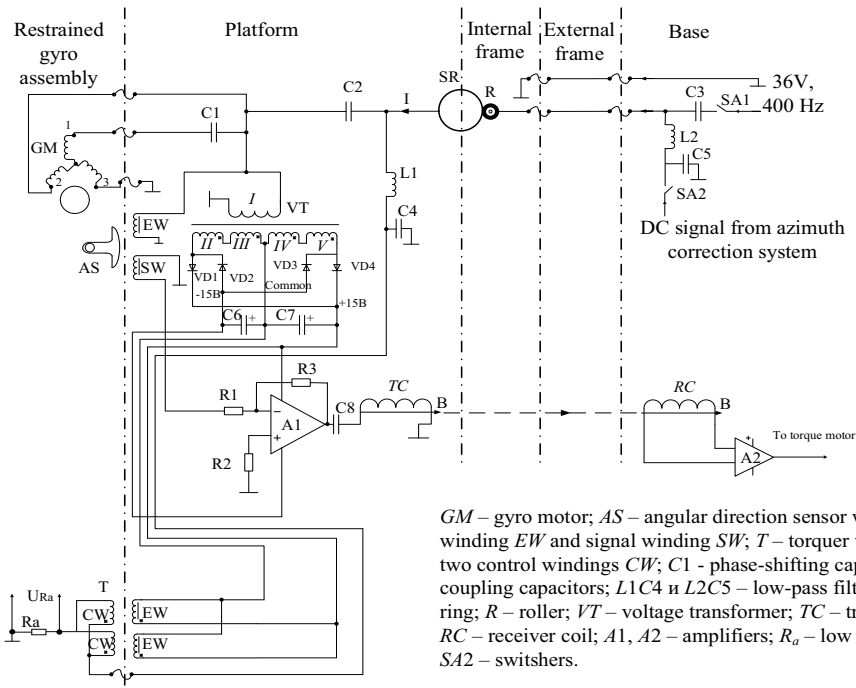 Restrained
gyro
assembly
Platform
Internal
frame
External
frame
Base
C2
I
SR
R
36V,
400 Hz
C3
SA1
1
C1
GM
2
3
L2
C5
SA2
L1
C4
I
VT
EW
DC signal from azimuth
correction system
II
III
IV
V
AS
SW
VD1
VD2
VD3
VD4
-15В
Common
+15В
C6
+
C7
+
R3
TC
RC
R1
C8
B
B
−
A1
+
+
A2
To torque motor
R2
GM – gyro motor; AS – angular direction sensor w
winding EW and signal winding SW; T – torquer
two control windings CW; C1 - phase-shifting cap
coupling capacitors; L1C4 и L2C5 – low-pass filt
ring; R – roller; VT – voltage transformer; TC – tr
RC – receiver coil; A1, A2 – amplifiers; Ra – low
SA2 – switshers.
T
URa
CW
EW
Ra
CW
EW